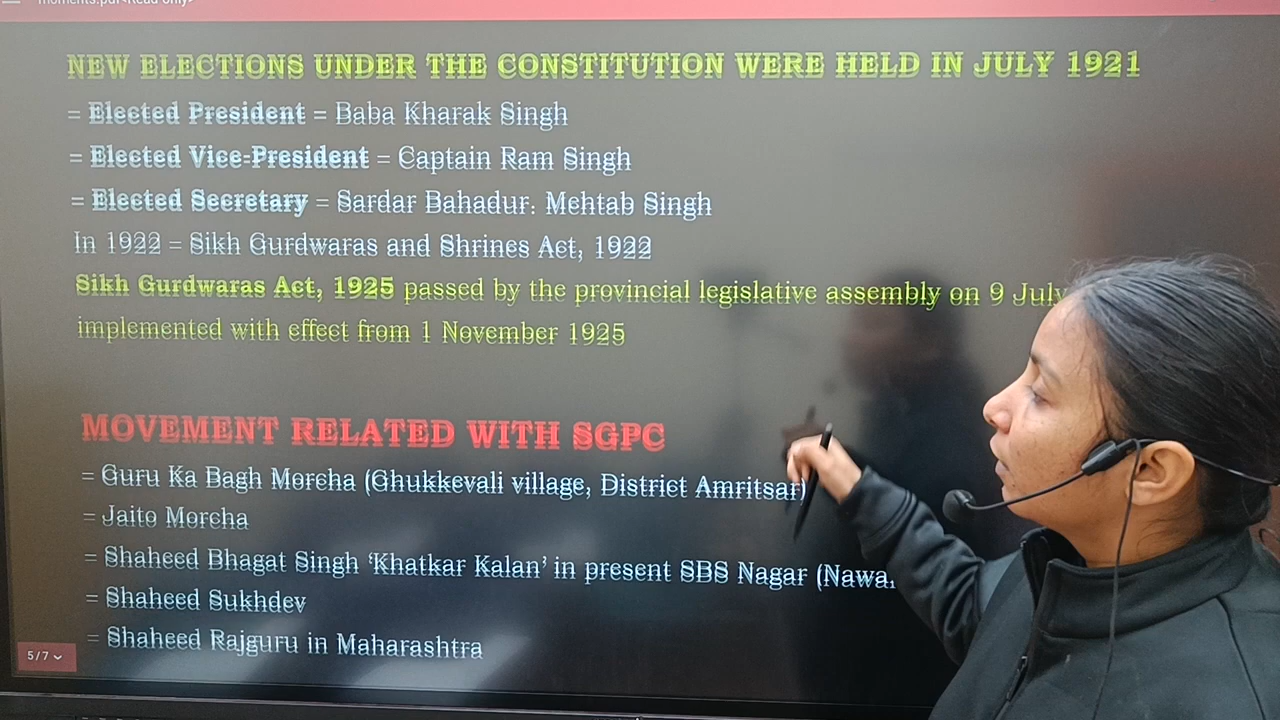 moments.pdf<Read only>
NEW ELECTIONS UNDER THE CONSTITUTION WERE HELD IN JULY 1921
= Elected President = Baba Kharak Singh
= Elected Vice-President = Captain Ram Singh
= Elected Secretary = Sardar Bahadur. Mehtab Singh
In 1922 = Sikh Gurdwaras and Shrines Act, 1922
Sikh Gurdwaras Act, 1925 passed by the provincial legislative assembly on 9 July
implemented with effect from 1 November 1925
MOVEMENT RELATED WITH SGPC
= Guru Ka Bagh Morcha (Ghukkevali village, District Amritsar)
= Jaito Morcha
= Shaheed Bhagat Singh ‘Khatkar Kalan’ in present SBS Nagar
= Shaheed Sukhdev
= Shaheed Rajguru in Maharashtra
5/7